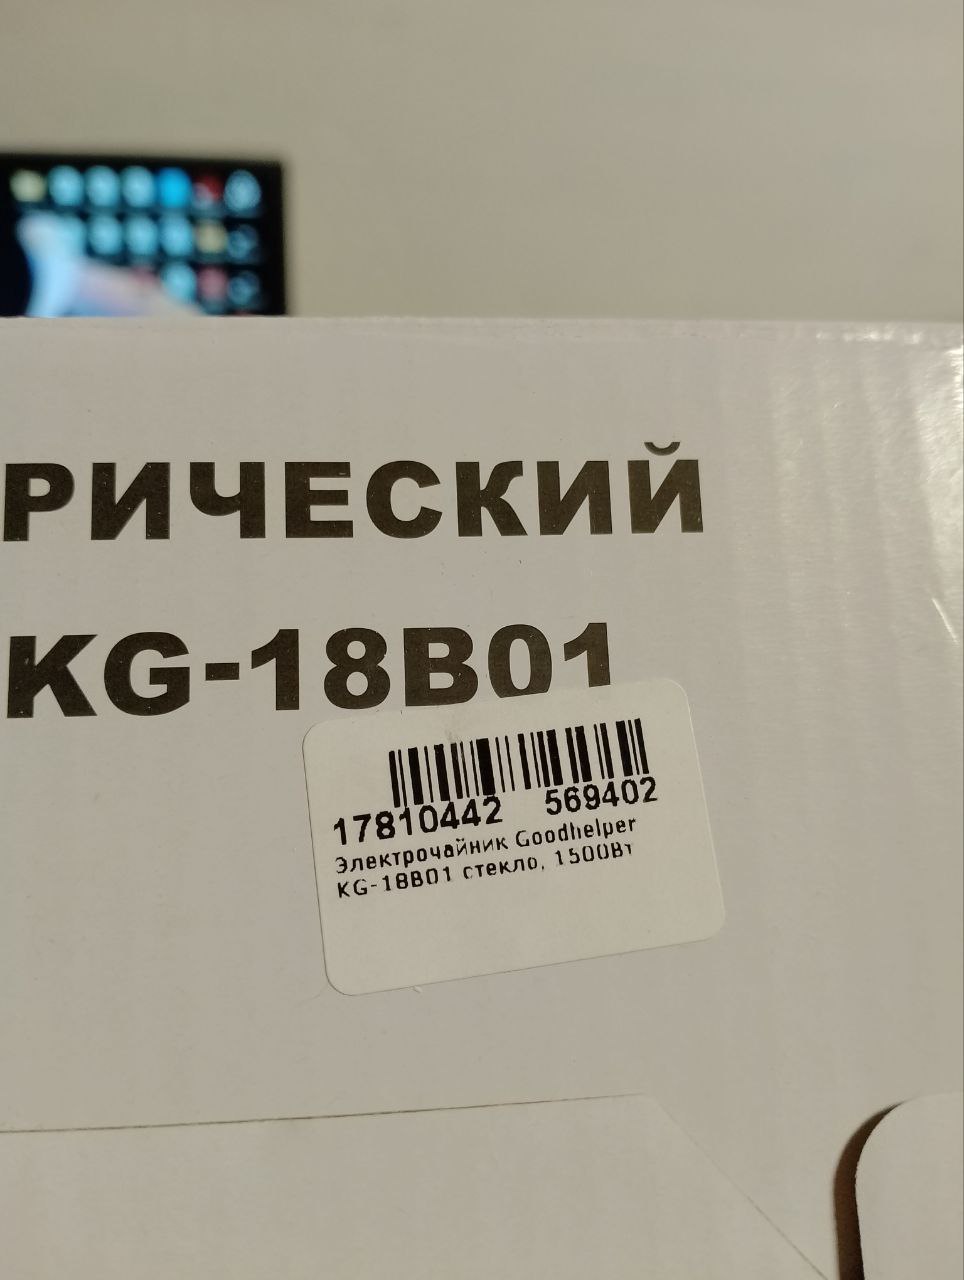 РИЧЕСКИЙ
KG-18B01
17810442 569402
Электрочайник Goodhelper
KG-18B01 стекло, 1500Вт